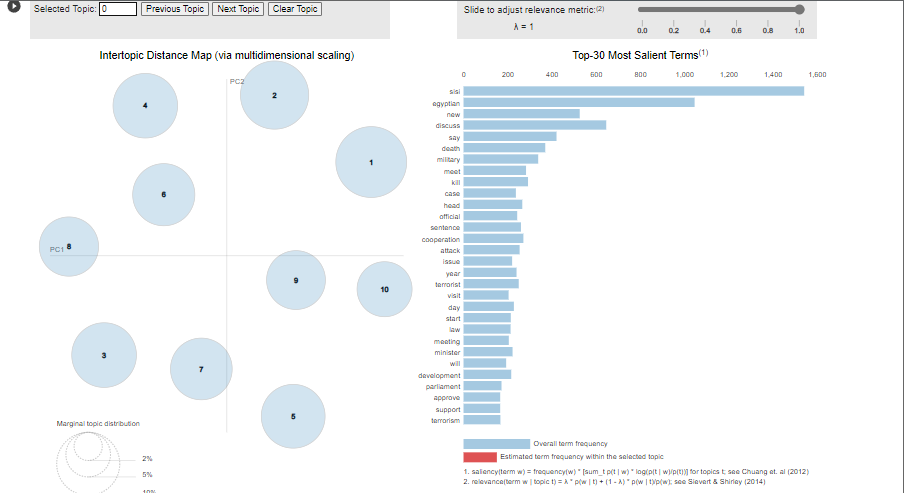 Selected Topic: 0 Previous Topic Next Topic Clear Topic
Slide to adjust relevance metric:(2)
λ = 1
0.0 0.2 0.4 0.6 0.8 1.0
Intertopic Distance Map (via multidimensional scaling)
PC2
PC1
4
2
1
6
8
9
10
3
7
5
Marginal topic distribution
2%
5%
10%
Top-30 Most Salient Terms(1)
0 200 400 600 800 1,000 1,200 1,400 1,600
sisi
egyptian
new
discuss
say
death
military
meet
kill
case
head
official
sentence
cooperation
attack
issue
year
terrorist
visit
day
start
law
meeting
minister
will
development
parliament
approve
support
terrorism
Overall term frequency
Estimated term frequency within the selected topic
1. saliency(term w) = frequency(w) * [sum_t p(t | w) * log(p(t | w)/p(t))] for topics t; see Chuang et. al (2012)
2. relevance(term w | topic t) = λ * p(w | t) + (1 - λ) * p(w | t)/p(w); see Sievert & Shirley (2014)